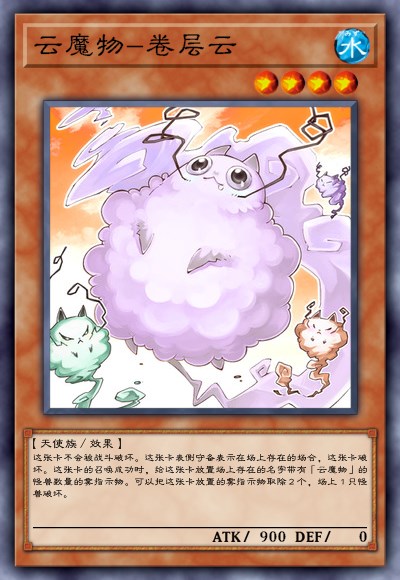 云魔物-卷层云
水
【天使族/效果】
这张卡不会被战斗破坏。这张卡表侧守备表示在场上存在的场合，这张卡破
坏。这张卡的召唤成功时，给这张卡放置场上存在的名字带有「云魔物」的
怪兽数量的雾指示物。可以把这张卡放置的雾指示物取除２个，场上１只怪
兽破坏。
ATK/ 900 DEF/ 0